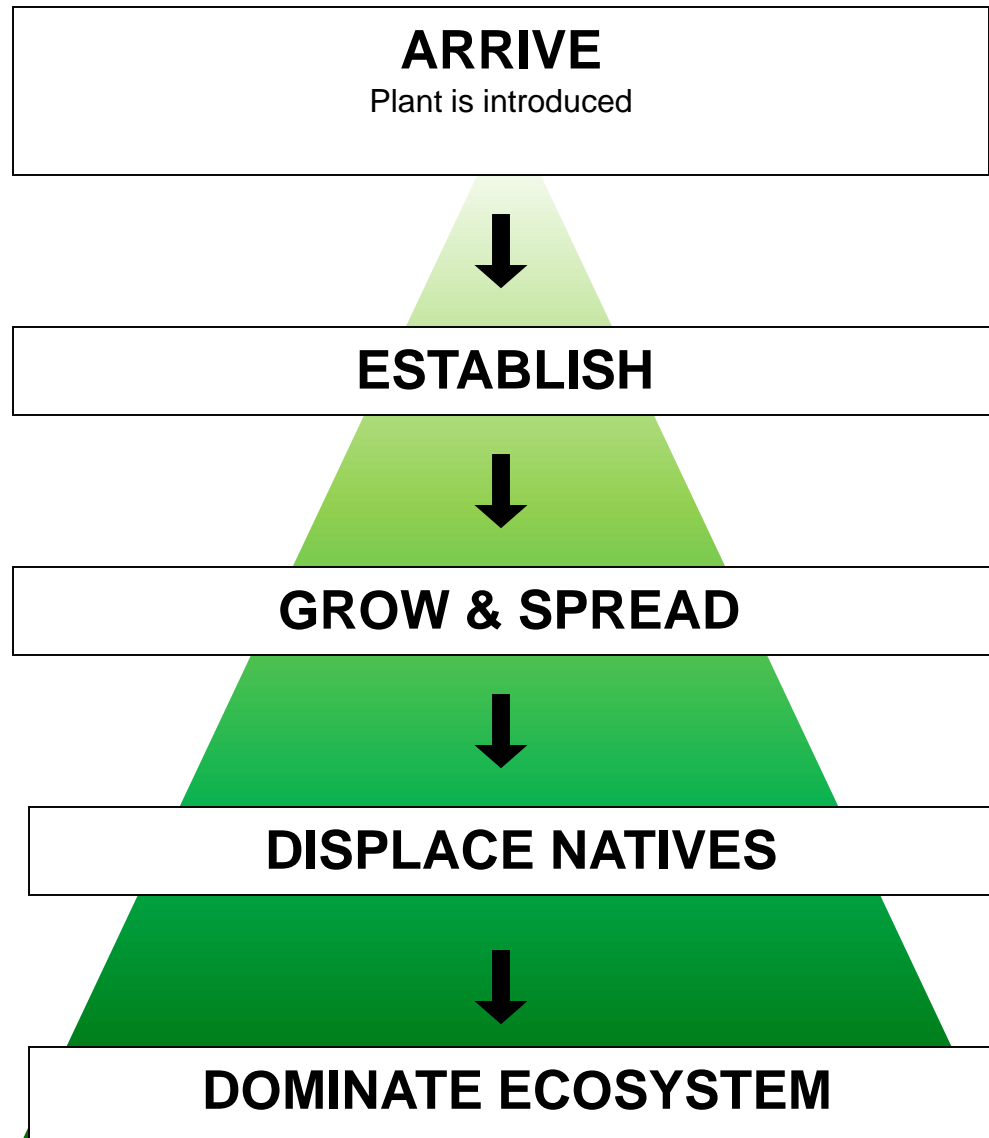 ARRIVE
Plant is introduced
ESTABLISH
GROW & SPREAD
DISPLACE NATIVES
DOMINATE ECOSYSTEM